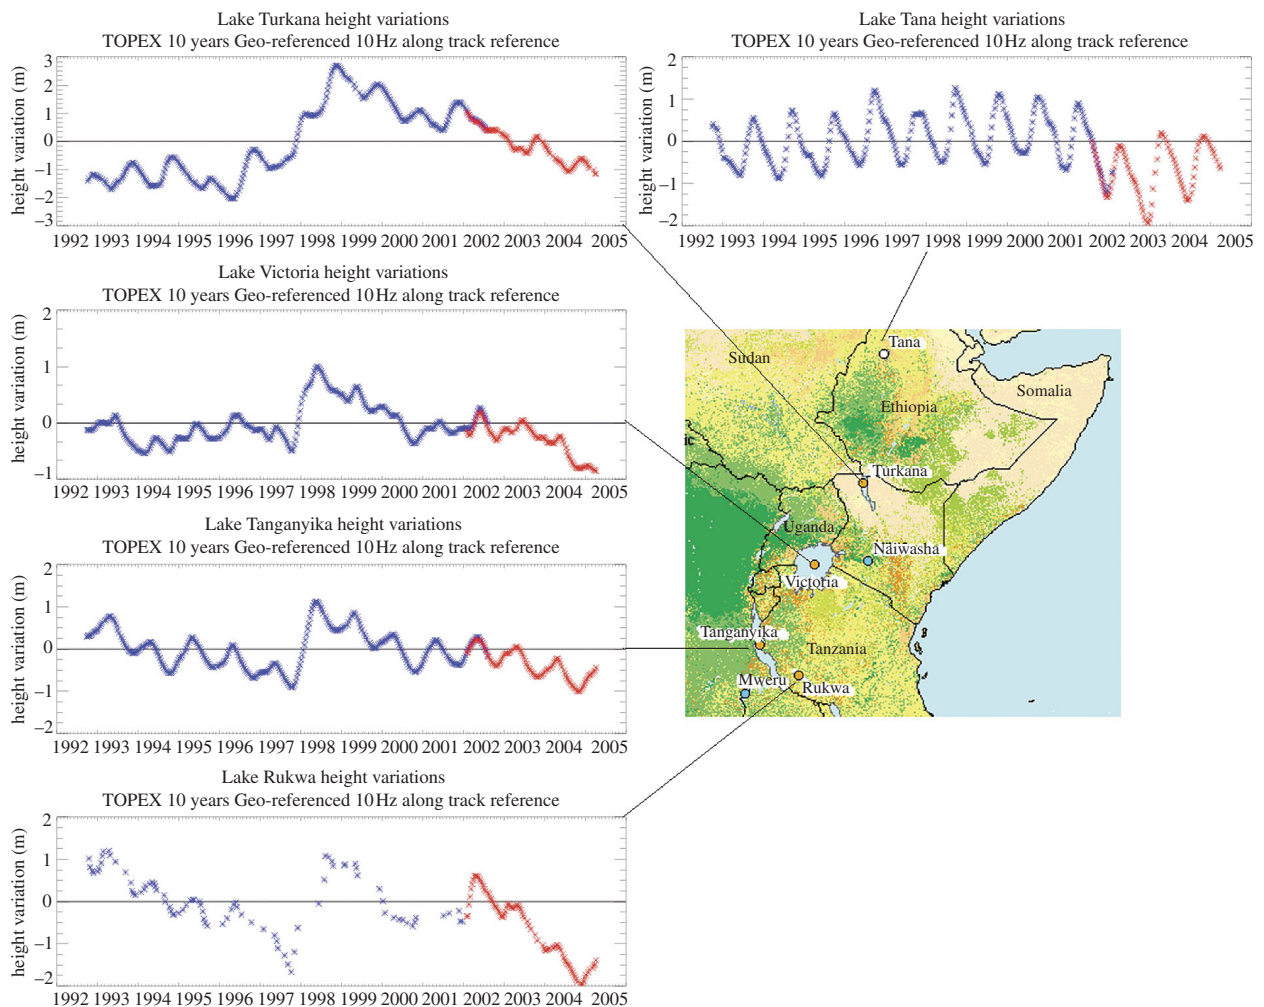 Lake Turkana height variations
TOPEX 10 years Geo-referenced 10 Hz along track reference
height variation (m)
3
2
1
0
−1
−2
−3
1992 1993 1994 1995 1996 1997 1998 1999 2000 2001 2002 2003 2004 2005
Lake Tana height variations
TOPEX 10 years Geo-referenced 10 Hz along track reference
height variation (m)
2
1
0
−1
−2
1992 1993 1994 1995 1996 1997 1998 1999 2000 2001 2002 2003 2004 2005
Lake Victoria height variations
TOPEX 10 years Geo-referenced 10 Hz along track reference
height variation (m)
2
1
0
−1
1992 1993 1994 1995 1996 1997 1998 1999 2000 2001 2002 2003 2004 2005
Lake Tanganyika height variations
TOPEX 10 years Geo-referenced 10 Hz along track reference
height variation (m)
2
1
0
−1
−2
1992 1993 1994 1995 1996 1997 1998 1999 2000 2001 2002 2003 2004 2005
Lake Rukwa height variations
TOPEX 10 years Geo-referenced 10 Hz along track reference
height variation (m)
2
1
0
−1
−2
1992 1993 1994 1995 1996 1997 1998 1999 2000 2001 2002 2003 2004 2005
Tana
Sudan
Somalia
Ethiopia
ic
Turkana
Uganda
Naiwasha
Victoria
Tanganyika
Tanzania
Mweru
Rukwa